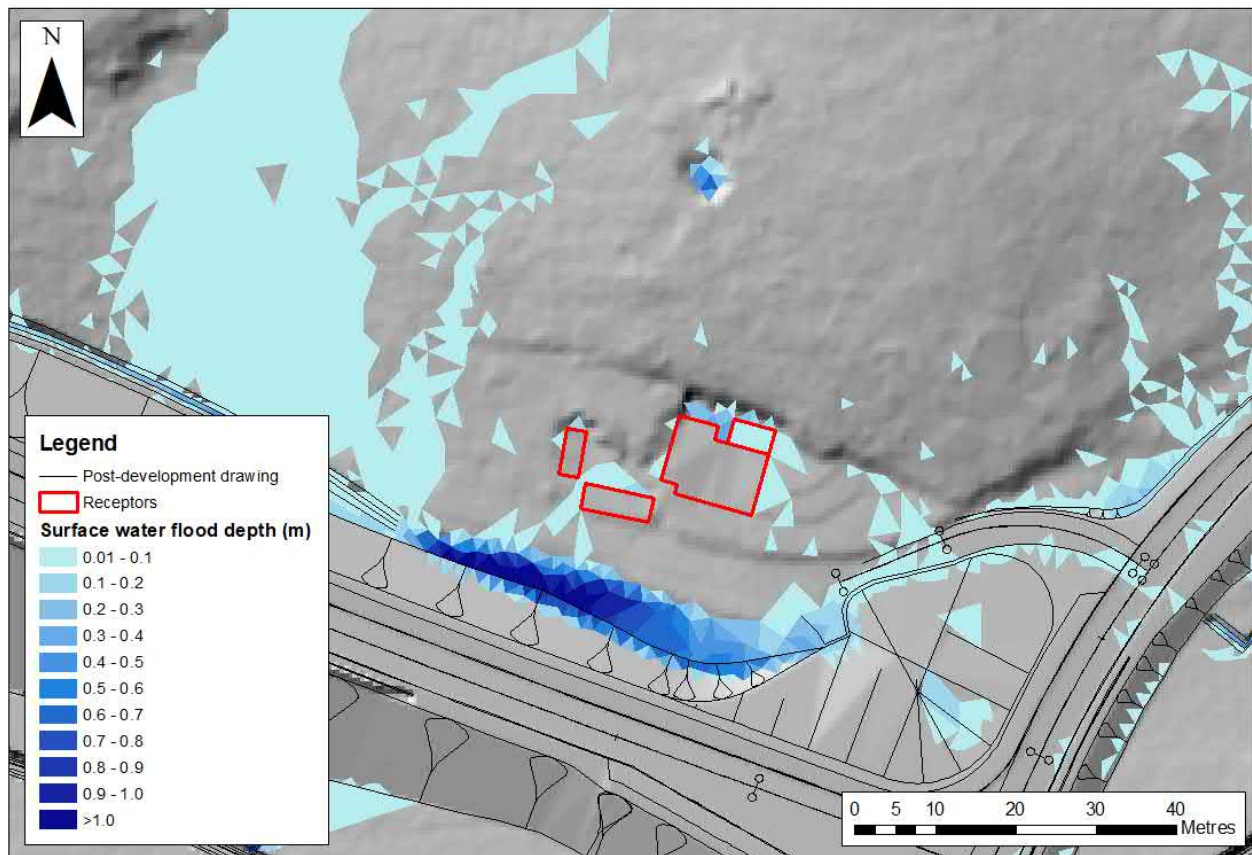 N
Legend
Post-development drawing
Receptors
Surface water flood depth (m)
0.01 - 0.1
0.1 - 0.2
0.2 - 0.3
0.3 - 0.4
0.4 - 0.5
0.5 - 0.6
0.6 - 0.7
0.7 - 0.8
0.8 - 0.9
0.9 - 1.0
>1.0
0 5 10 20 30 40
Metres